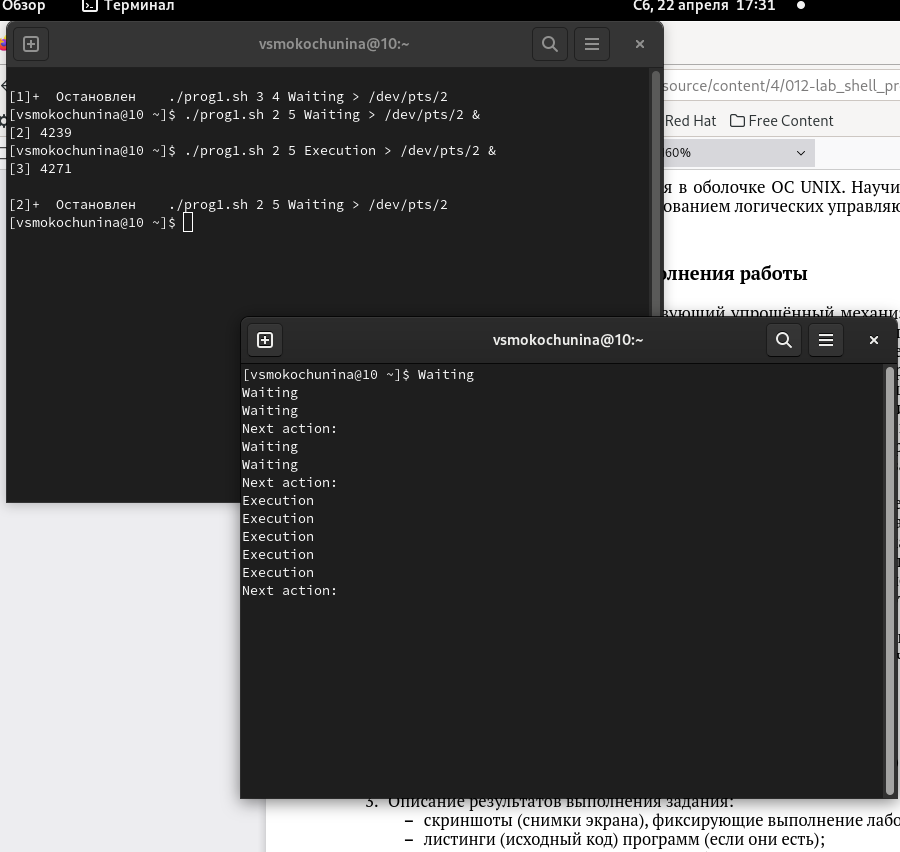 Обзор Терминал Сб, 22 апреля 17:31
vsmokochunina@10:~
[1]+ Остановлен ./prog1.sh 3 4 Waiting > /dev/pts/2
[vsmokochunina@10 ~]$ ./prog1.sh 2 5 Waiting > /dev/pts/2 &
[2] 4239
[vsmokochunina@10 ~]$ ./prog1.sh 2 5 Execution > /dev/pts/2 &
[3] 4271
[2]+ Остановлен ./prog1.sh 2 5 Waiting > /dev/pts/2
[vsmokochunina@10 ~]$
source/content/4/012-lab_shell_pr
Red Hat Free Content
60%
я в оболочке ОС UNIX. Научи
ованием логических управляю
олнения работы
зующий упрощённый механи
vsmokochunina@10:~
[vsmokochunina@10 ~]$ Waiting
Waiting
Waiting
Next action:
Waiting
Waiting
Next action:
Execution
Execution
Execution
Execution
Execution
Next action:
3. Описание результатов выполнения задания:
– скриншоты (снимки экрана), фиксирующие выполнение лабо
– листинги (исходный код) программ (если они есть);